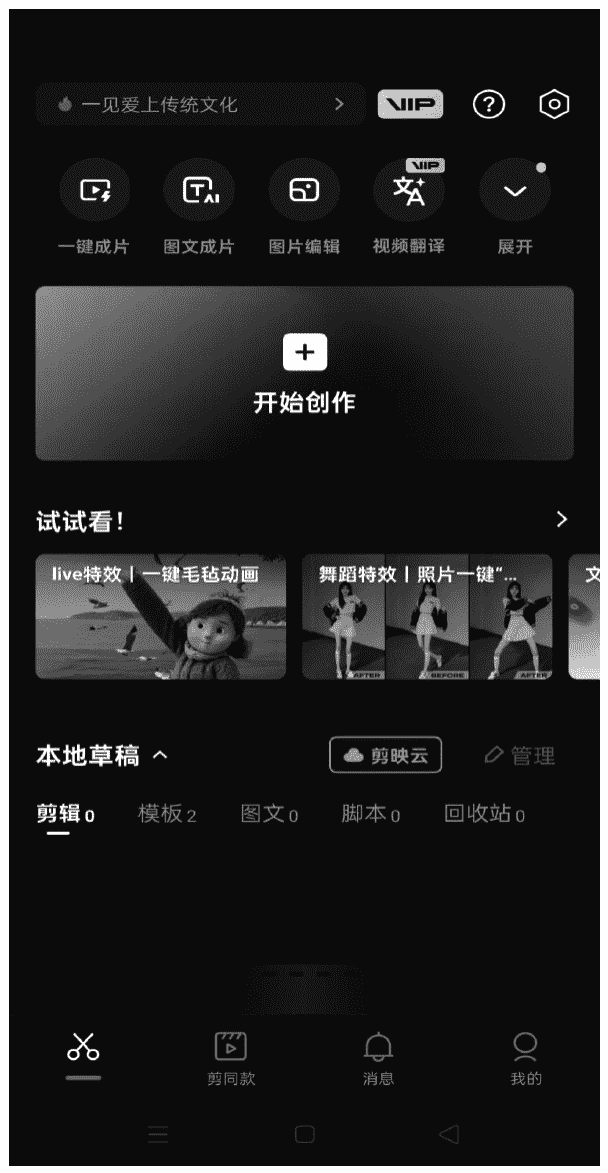 一见爱上传统文化
VIP
VIP
一键成片
图文成片
图片编辑
视频翻译
展开
开始创作
试试看！
live特效丨一键毛毡动画
舞蹈特效丨照片一键“...
文
AFTER
BEFORE
AFTER
本地草稿
剪映云
管理
剪辑0
模板2
图文0
脚本0
回收站0
剪同款
消息
我的